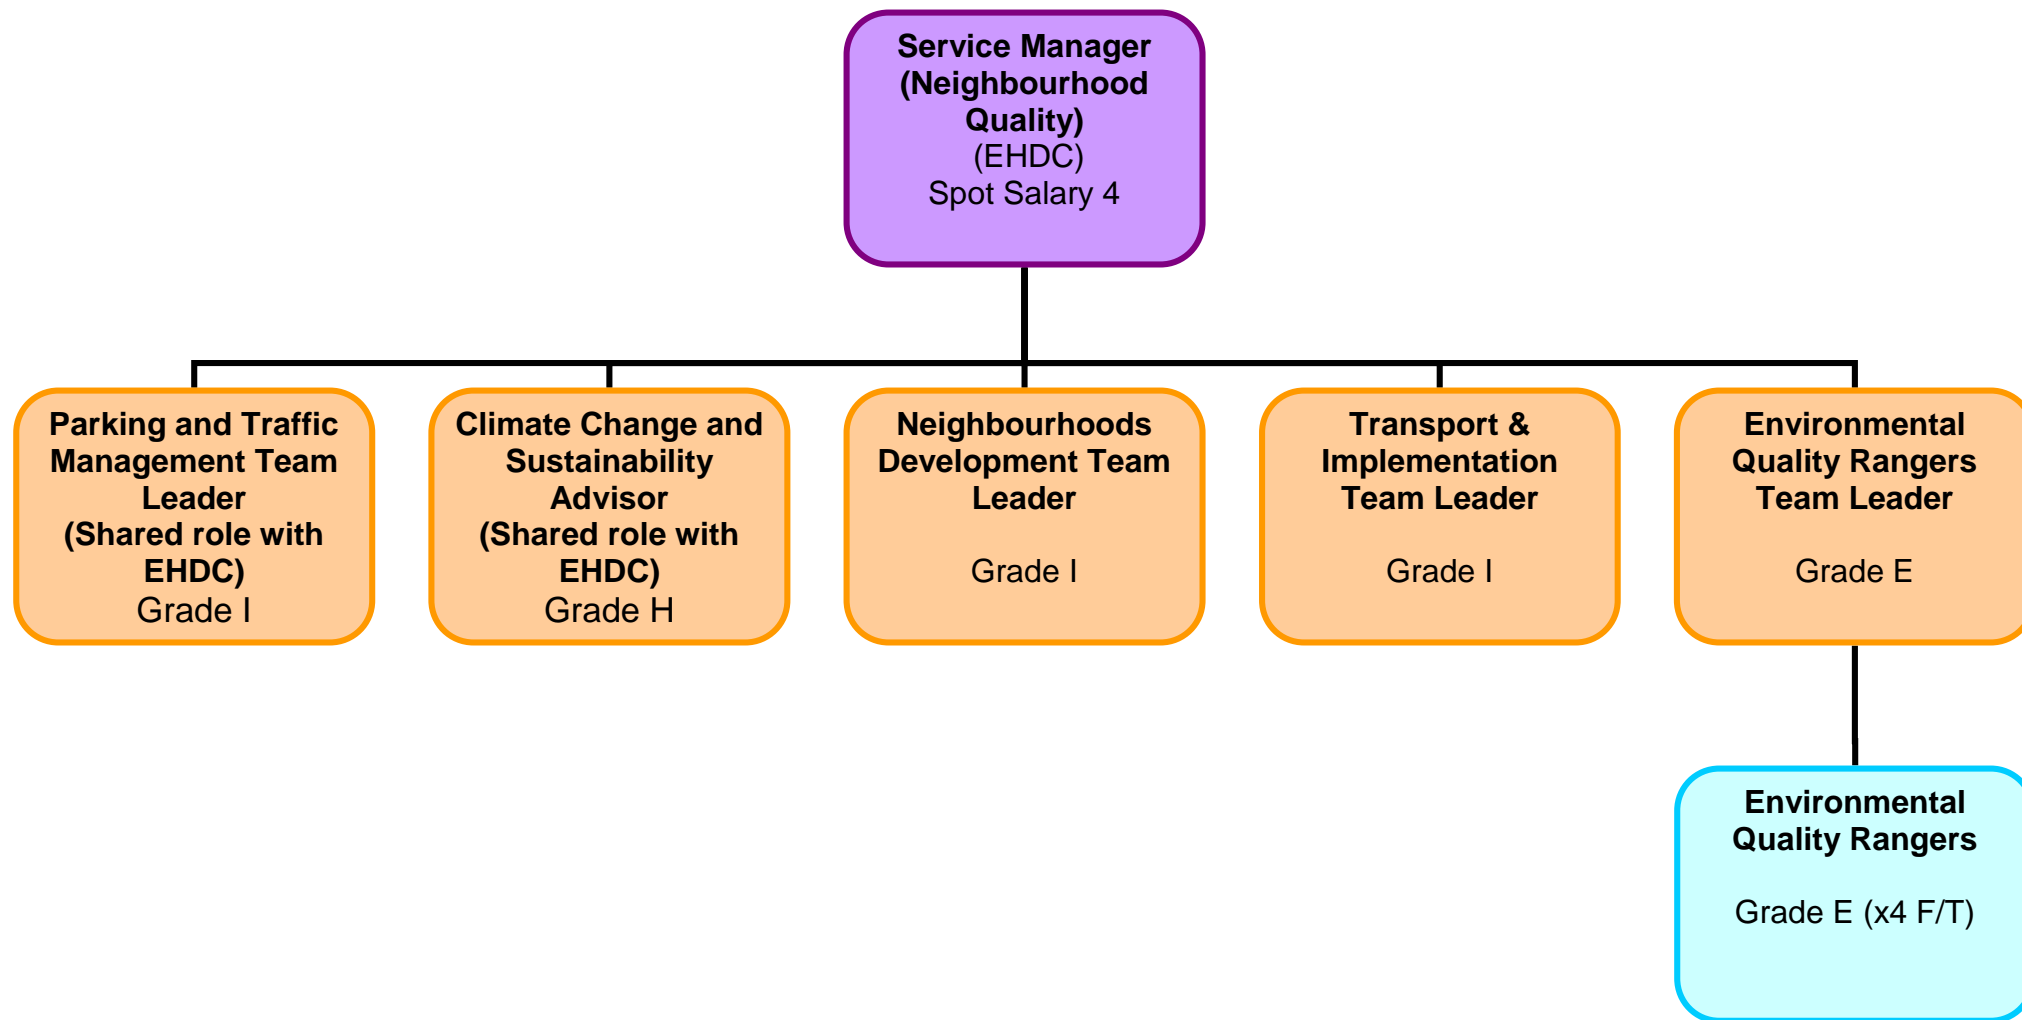 Service Manager
(Neighbourhood
Quality)
(EHDC)
Spot Salary 4
Parking and Traffic
Management Team
Leader
(Shared role with
EHDC)
Grade I
Climate Change and
Sustainability
Advisor
(Shared role with
EHDC)
Grade H
Neighbourhoods
Development Team
Leader
Grade I
Transport &
Implementation
Team Leader
Grade I
Environmental
Quality Rangers
Team Leader
Grade E
Environmental
Quality Rangers
Grade E (x4 F/T)